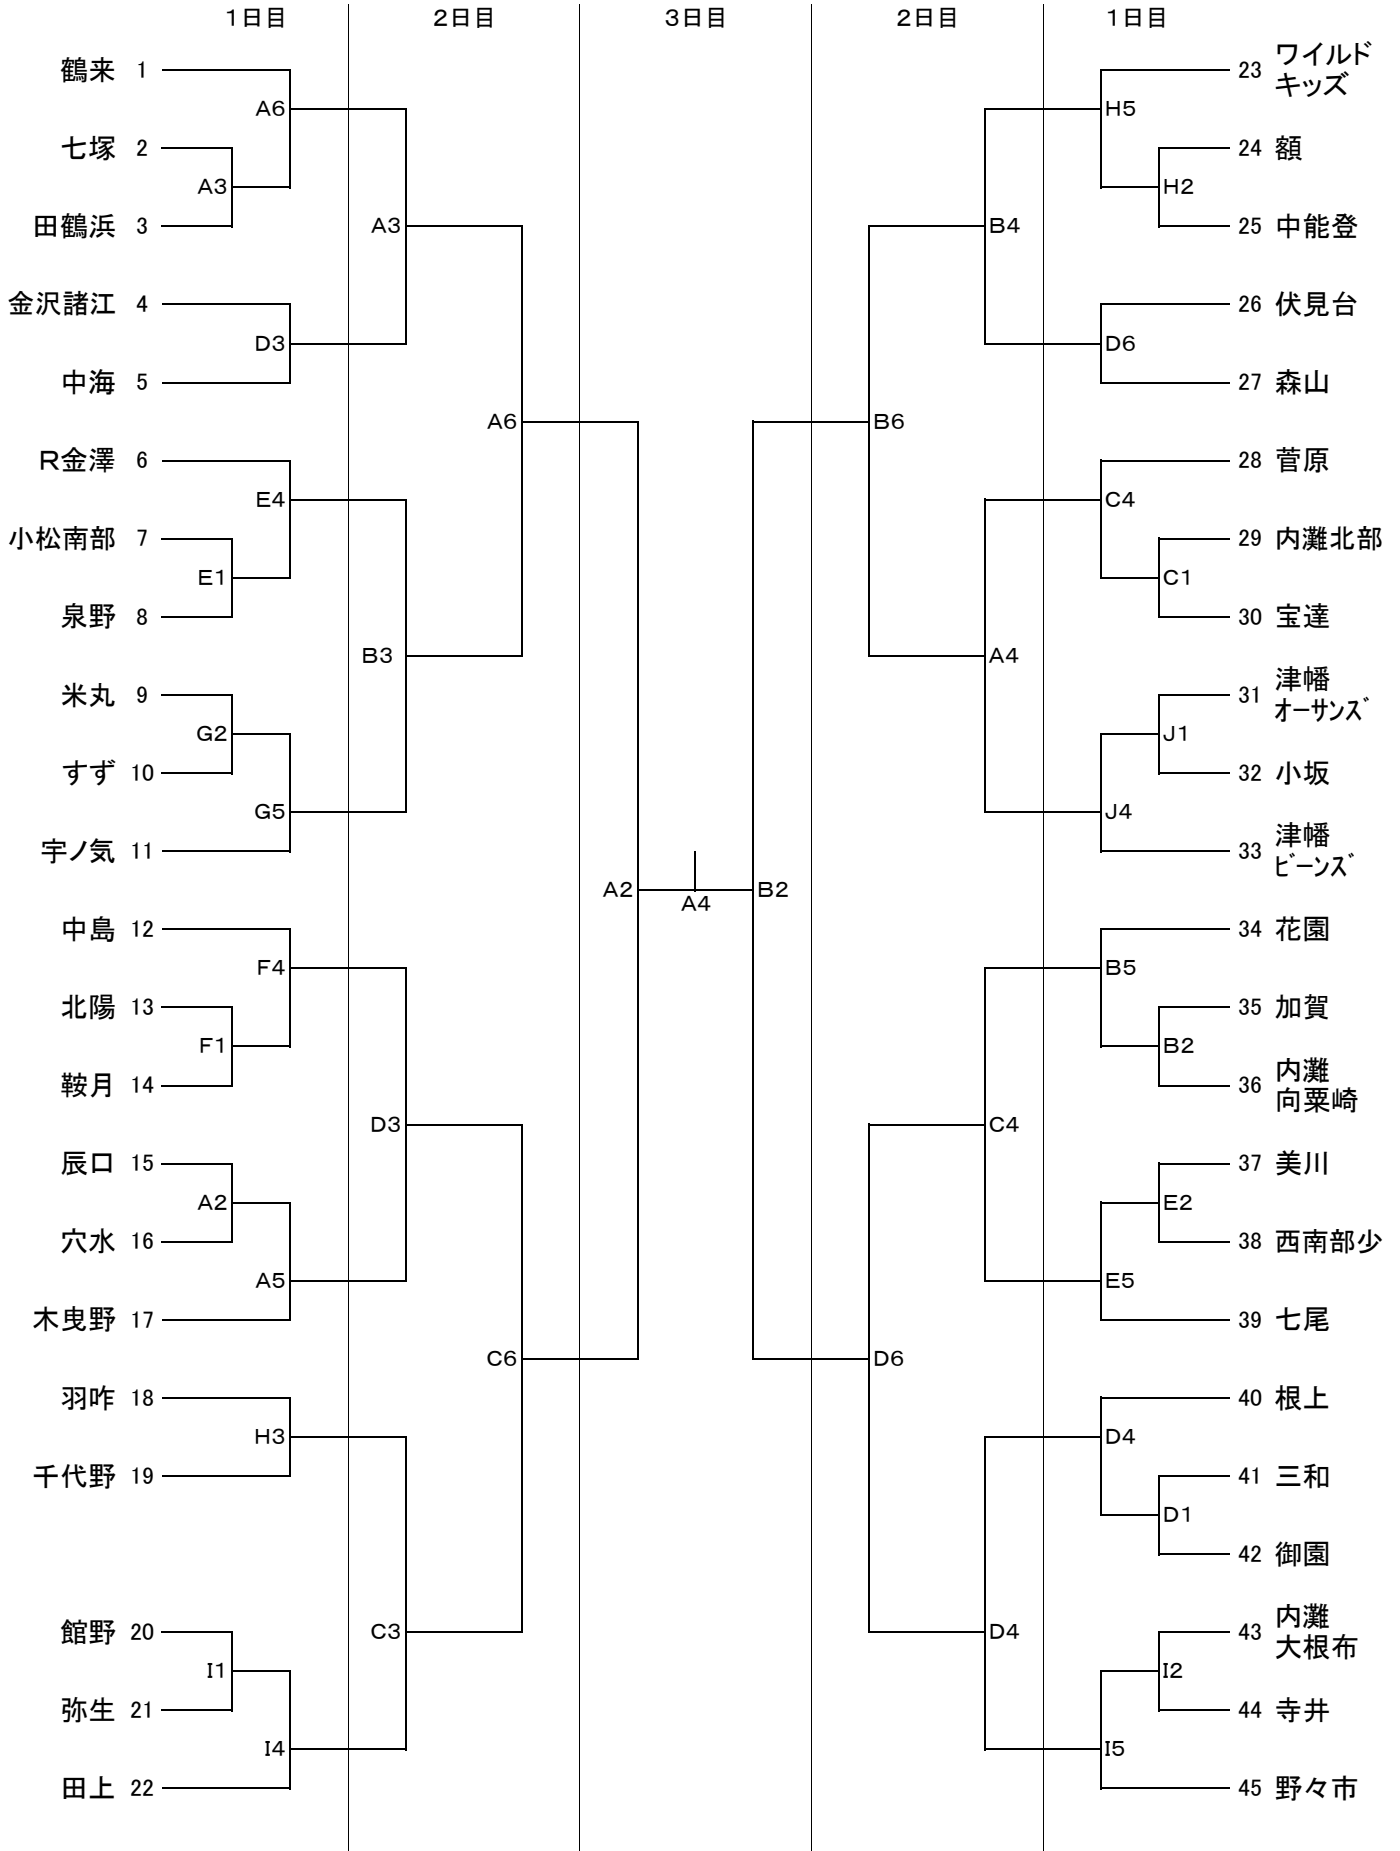 1日目 2日目 3日目 2日目 1日目
鶴来 1
A6
七塚 2
A3
田鶴浜 3
A3
金沢諸江 4
D3
中海 5
A6
R金澤 6
E4
小松南部 7
E1
泉野 8
B3
米丸 9
G2
すず 10
G5
宇ノ気 11
A2
中島 12
F4
北陽 13
F1
鞍月 14
D3
辰口 15
A2
穴水 16
A5
木曳野 17
C6
羽咋 18
H3
千代野 19
館野 20
C3
I1
弥生 21
I4
田上 22
A4
23 ワイルド
キッズ
H5
24 額
H2
25 中能登
B4
26 伏見台
D6
27 森山
B6
28 菅原
C4
29 内灘北部
C1
30 宝達
A4
31 津幡
オーサンズ
J1
32 小坂
J4
33 津幡
ビーンズ
B2
34 花園
B5
35 加賀
B2
36 内灘
向粟崎
C4
37 美川
E2
38 西南部少
E5
39 七尾
D6
40 根上
D4
41 三和
D1
42 御園
43 内灘
大根布
D4
I2
44 寺井
I5
45 野々市